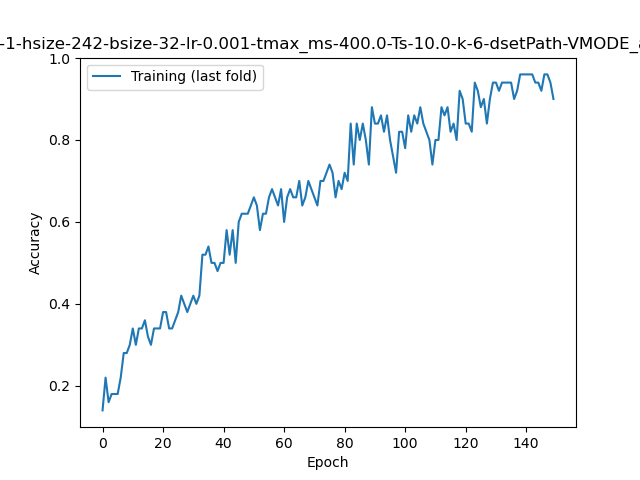 -1-hsize-242-bsize-32-lr-0.001-tmax_ms-400.0-Ts-10.0-k-6-dsetPath-VMODE_
Training (last fold)
1.0
0.8
0.6
0.4
0.2
Accuracy
0 20 40 60 80 100 120 140
Epoch